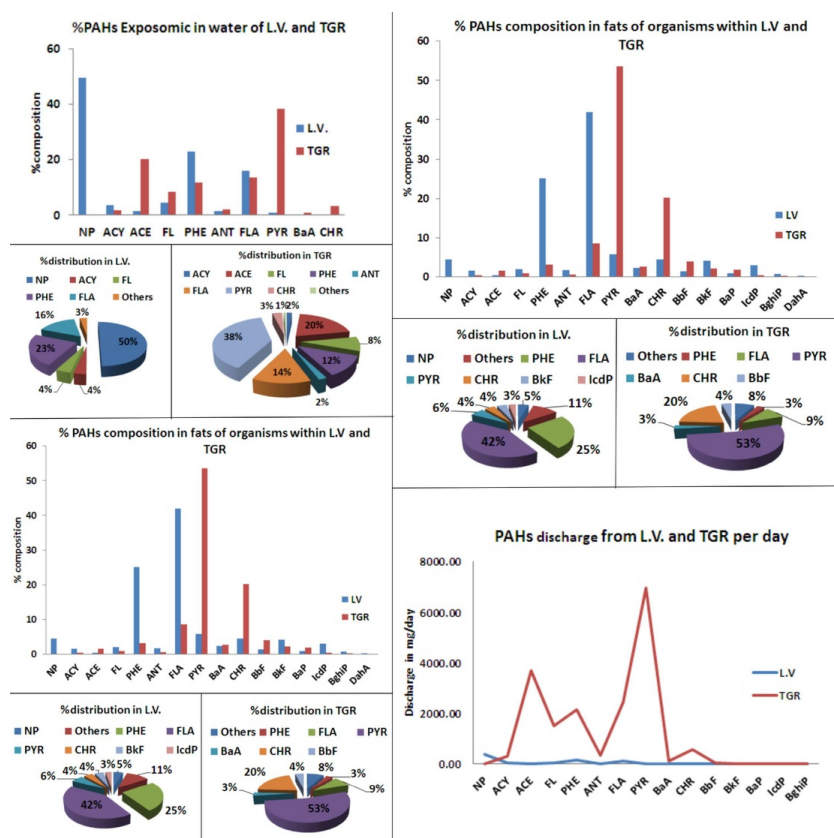 %PAHs Exposomic in water of L.V. and TGR
%composition
60
40
20
0
L.V.
TGR
NP ACY ACE FL PHE ANT FLA PYR BaA CHR
%distribution in L.V.
NP ACY FL
PHE FLA Others
16% 3%
23% 50%
4% 4%
%distribution in TGR
ACY ACE FL PHE ANT
FLA PYR CHR Others
3% 1% 2%
38% 20%
8%
14% 12%
2%
% PAHs composition in fats of organisms within L.V and
TGR
% composition
60
50
40
30
20
10
0
LV
TGR
NP ACY ACE FL PHE ANT FLA PYR BaA CHR BbF BkF BaP IcdP BghiP DahA
%distribution in L.V.
NP Others PHE FLA
PYR CHR BkF IcdP
4% 4% 3% 5%
6% 11%
42% 25%
%distribution in TGR
Others PHE FLA PYR
BaA CHR BbF
20% 4% 8% 3%
3% 53% 9%
% PAHs composition in fats of organisms within L.V and
TGR
% composition
60
50
40
30
20
10
0
LV
TGR
NP ACY ACE FL PHE ANT FLA PYR BaA CHR BbF BkF BaP IcdP BghiP DahA
%distribution in L.V.
NP Others PHE FLA
PYR CHR BkF IcdP
4% 4% 3% 5%
6% 11%
42% 25%
%distribution in TGR
Others PHE FLA PYR
BaA CHR BbF
20% 4% 8% 3%
3% 53% 9%
PAHs discharge from L.V. and TGR per day
Discharge in mg/day
8000.00
6000.00
4000.00
2000.00
0.00
L.V
TGR
NP ACY ACE FL PHE ANT FLA PYR BaA CHR BbF BkF BaP IcdP BghiP